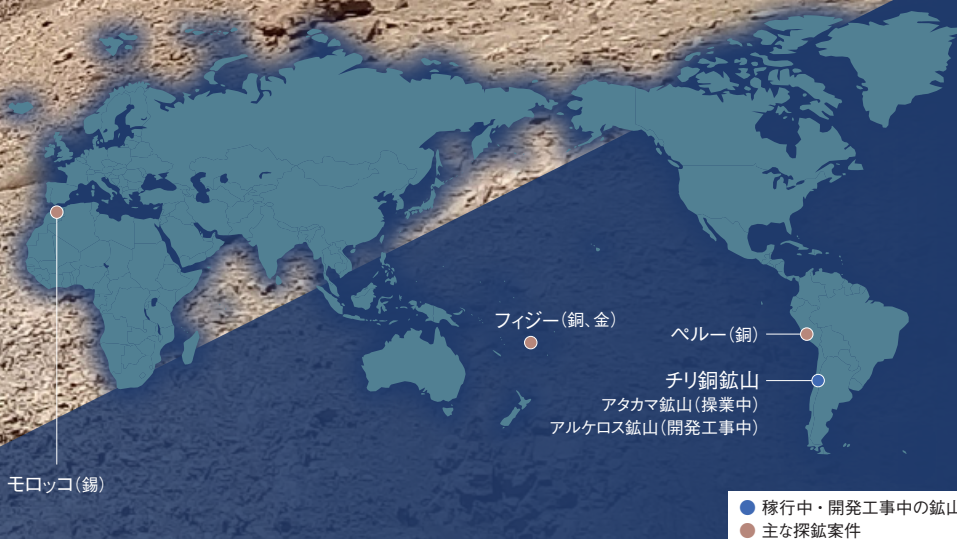 フィジー（銅、金）
ペルー（銅）
チリ銅鉱山
アタカマ鉱山（操業中）
アルケロス鉱山（開発工事中）
モロッコ（錫）
稼行中・開発工事中の鉱山
主な探鉱案件